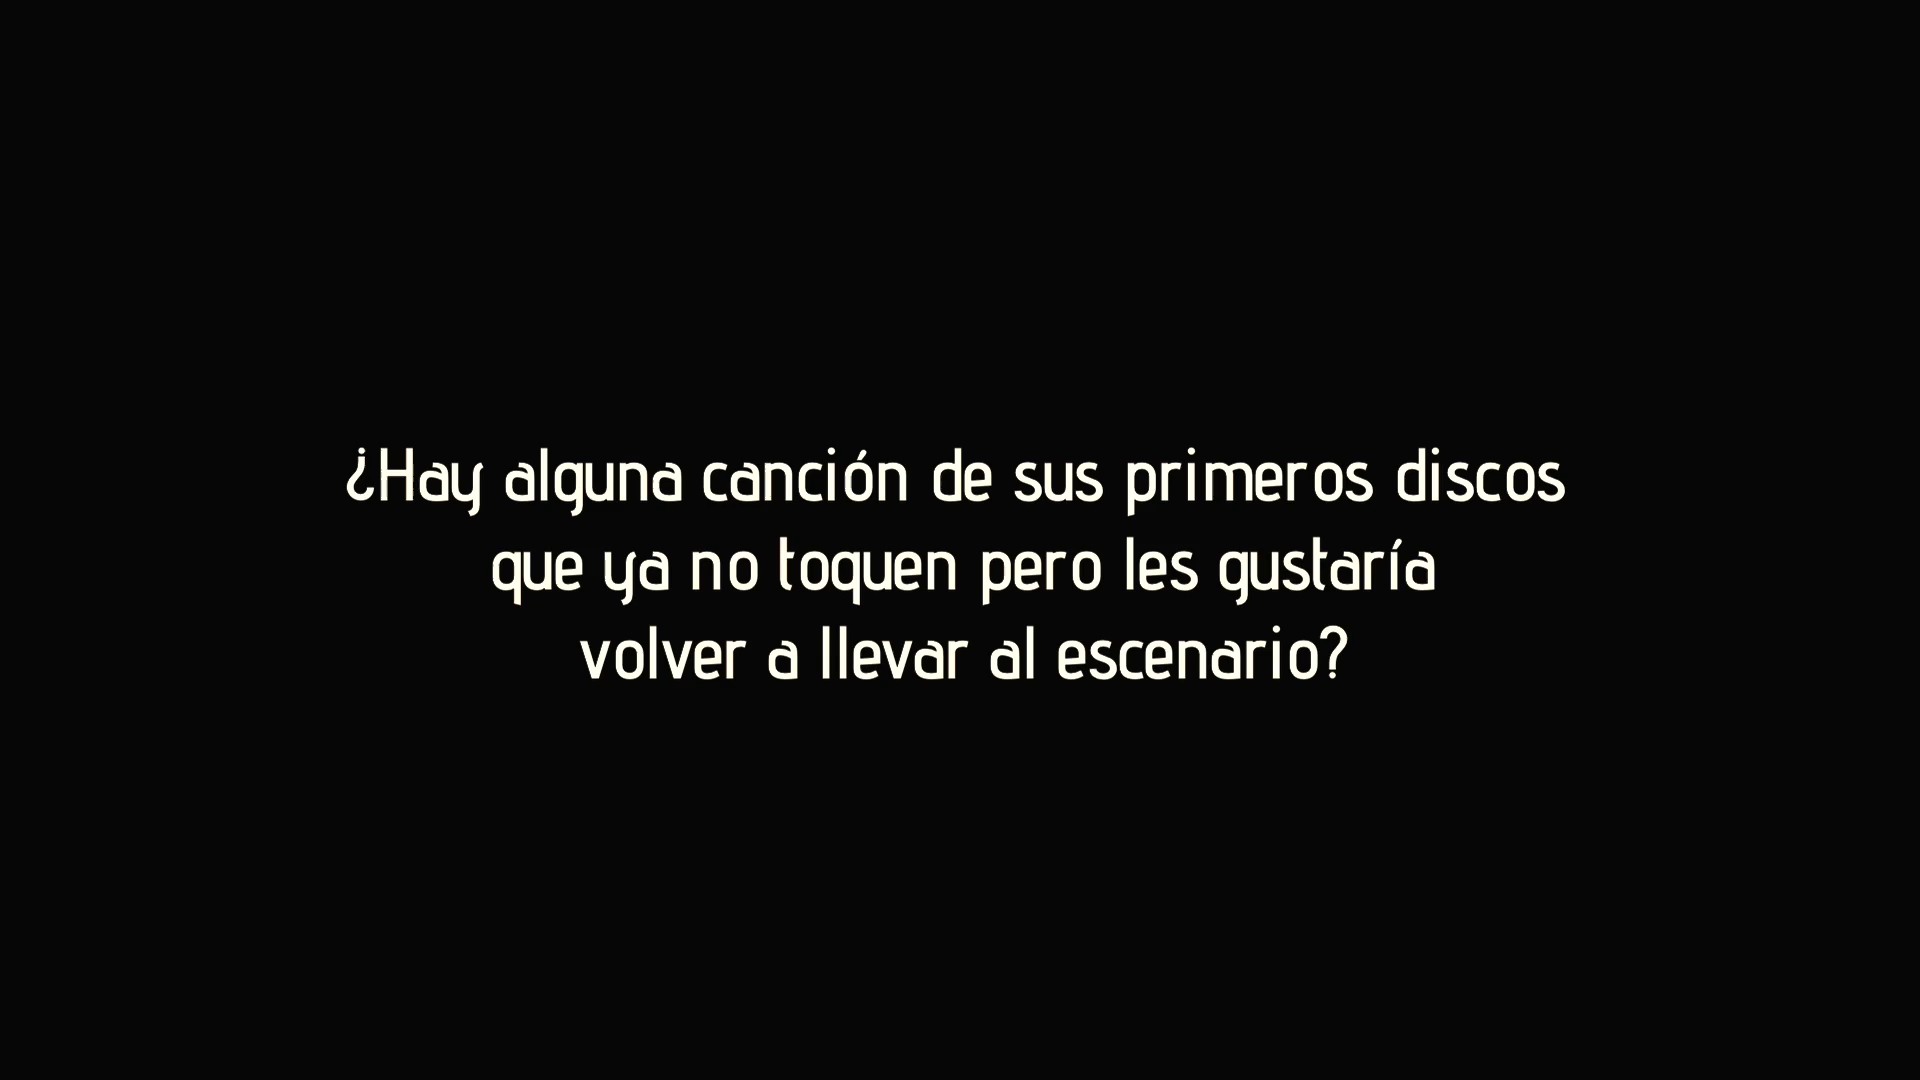 ¿Hay alguna canción de sus primeros discos
que ya no toquen pero les gustaría
volver a llevar al escenario?